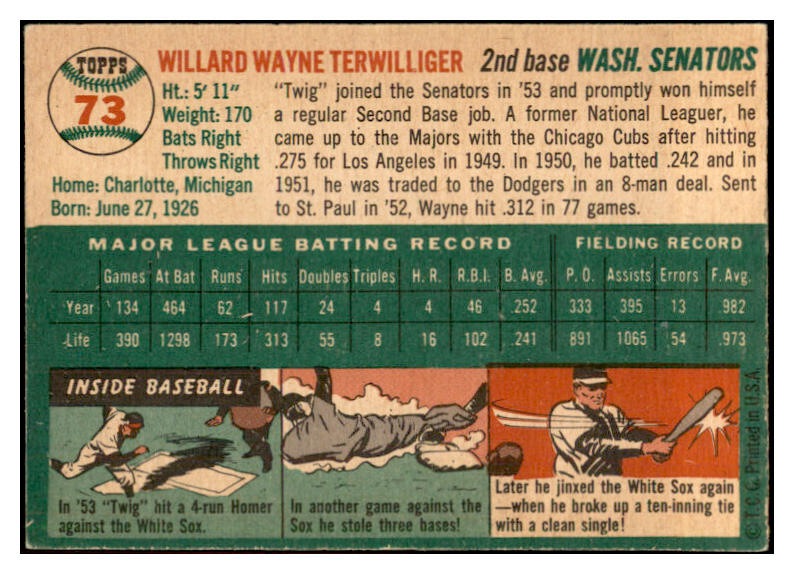 TOPPS
73
WILLARD WAYNE TERWILLIGER 2nd base WASH. SENATORS
Ht.: 5' 11"
Weight: 170
Bats Right
Throws Right
Home: Charlotte, Michigan
Born: June 27, 1926
"Twig" joined the Senators in '53 and promptly won himself
a regular Second Base job. A former National Leaguer, he
came up to the Majors with the Chicago Cubs after hitting
.275 for Los Angeles in 1949. In 1950, he batted .242 and in
1951, he was traded to the Dodgers in an 8-man deal. Sent
to St. Paul in '52, Wayne hit .312 in 77 games.
MAJOR LEAGUE BATTING RECORD FIELDING RECORD
Games At Bat Runs Hits Doubles Triples H. R. R.B.I. B. Avg. P. O. Assists Errors F. Avg.
Year 134 464 62 117 24 4 4 46 .252 333 395 13 .982
Life 390 1298 173 313 55 8 16 102 .241 891 1065 54 .973
INSIDE BASEBALL
In '53 "Twig" hit a 4-run Homer
against the White Sox.
In another game against the
Sox he stole three bases!
Later he jinxed the White Sox again
—when he broke up a ten-inning tie
with a clean single!
© T. C. G. Printed in U.S.A.